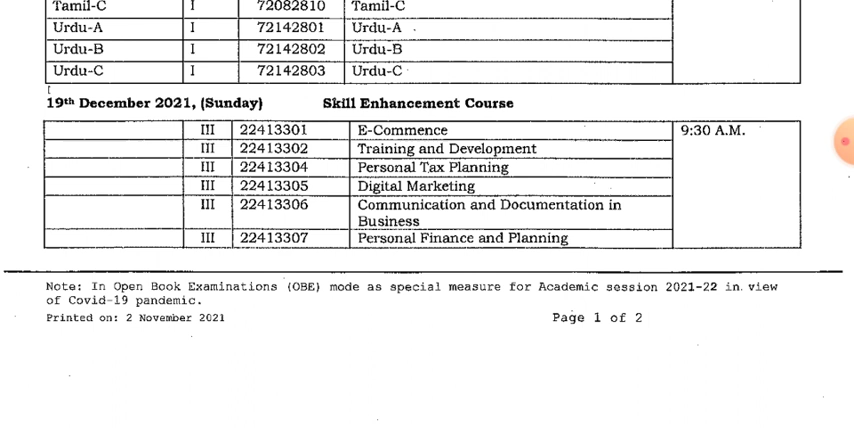 Tamil-C I 72082810 Tamil-C
Urdu-A I 72142801 Urdu-A
Urdu-B I 72142802 Urdu-B
Urdu-C I 72142803 Urdu-C
19th December 2021, (Sunday) Skill Enhancement Course
III 22413301 E-Commence 9:30 A.M.
III 22413302 Training and Development
III 22413304 Personal Tax Planning
III 22413305 Digital Marketing
III 22413306 Communication and Documentation in
Business
III 22413307 Personal Finance and Planning
Note: In Open Book Examinations (OBE) mode as special measure for Academic session 2021-22 in view
of Covid-19 pandemic.
Printed on: 2 November 2021 Page 1 of 2